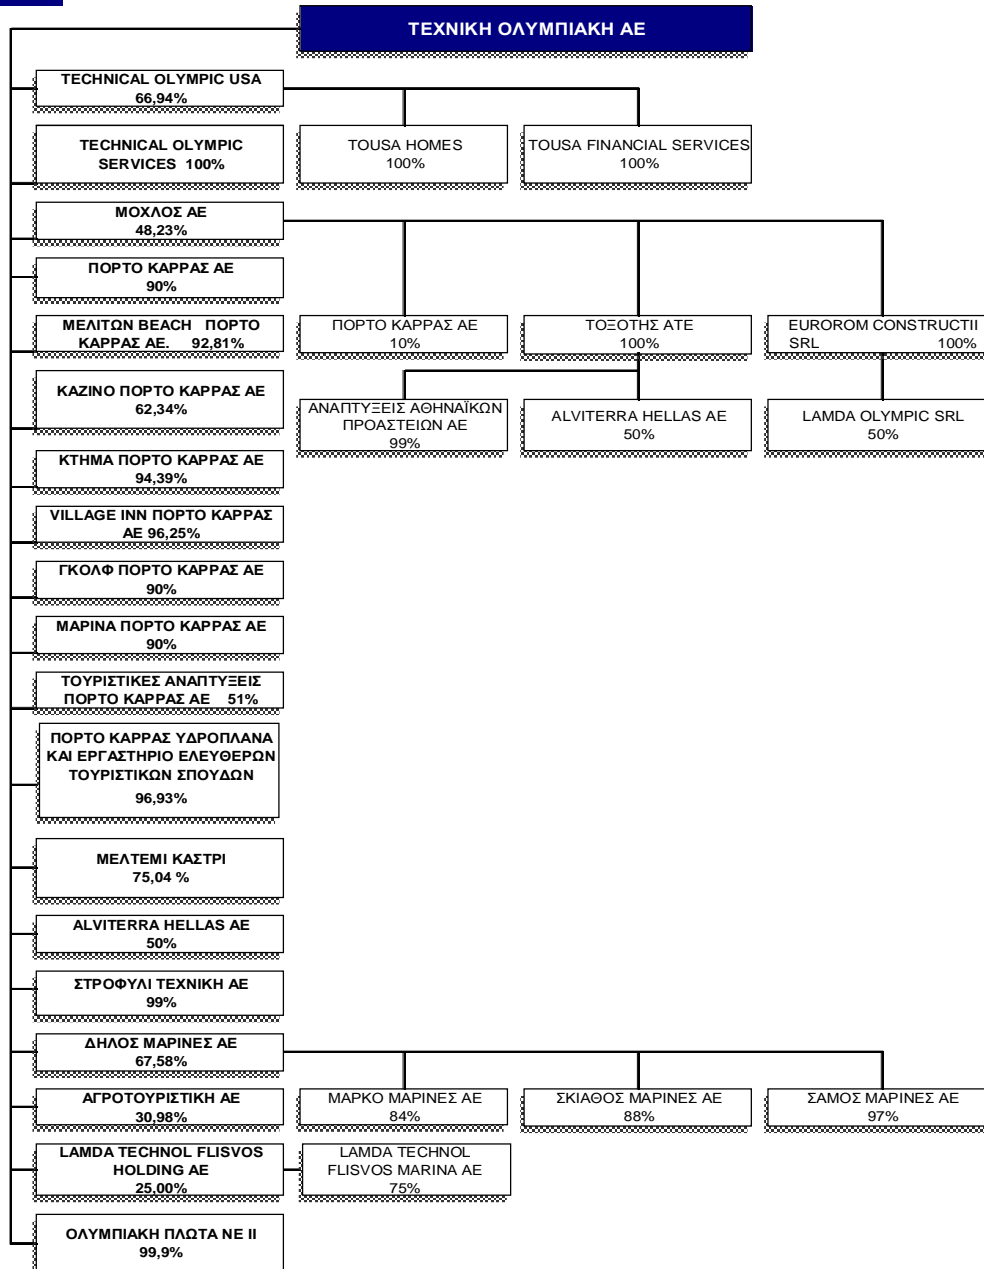 ΤΕΧΝΙΚΗ ΟΛΥΜΠΙΑΚΗ ΑΕ
TECHNICAL OLYMPIC USA
66,94%
TECHNICAL OLYMPIC
SERVICES 100%
TOUSA HOMES
100%
TOUSA FINANCIAL SERVICES
100%
ΜΟΧΛΟΣ ΑΕ
48,23%
ΠΟΡΤΟ ΚΑΡΡΑΣ ΑΕ
90%
ΜΕΛΙΤΩΝ BEACH ΠΟΡΤΟ
ΚΑΡΡΑΣ ΑΕ. 92,81%
ΠΟΡΤΟ ΚΑΡΡΑΣ ΑΕ
10%
ΤΟΞΟΤΗΣ ΑΤΕ
100%
EUROROM CONSTRUCTII
SRL 100%
ΚΑΖΙΝΟ ΠΟΡΤΟ ΚΑΡΡΑΣ ΑΕ
62,34%
ΑΝΑΠΤΥΞΕΙΣ ΑΘΗΝΑΪΚΩΝ
ΠΡΟΑΣΤΕΙΩΝ ΑΕ
99%
ALVITERRA HELLAS ΑΕ
50%
LAMDA OLYMPIC SRL
50%
ΚΤΗΜΑ ΠΟΡΤΟ ΚΑΡΡΑΣ ΑΕ
94,39%
VILLAGE INN ΠΟΡΤΟ ΚΑΡΡΑΣ
ΑΕ 96,25%
ΓΚΟΛΦ ΠΟΡΤΟ ΚΑΡΡΑΣ ΑΕ
90%
ΜΑΡΙΝΑ ΠΟΡΤΟ ΚΑΡΡΑΣ ΑΕ
90%
ΤΟΥΡΙΣΤΙΚΕΣ ΑΝΑΠΤΥΞΕΙΣ
ΠΟΡΤΟ ΚΑΡΡΑΣ ΑΕ 51%
ΠΟΡΤΟ ΚΑΡΡΑΣ ΥΔΡΟΠΛΑΝΑ
ΚΑΙ ΕΡΓΑΣΤΗΡΙΟ ΕΛΕΥΘΕΡΩΝ
ΤΟΥΡΙΣΤΙΚΩΝ ΣΠΟΥΔΩΝ
96,93%
ΜΕΛΤΕΜΙ ΚΑΣΤΡΙ
75,04 %
ALVITERRA HELLAS ΑΕ
50%
ΣΤΡΟΦΥΛΙ ΤΕΧΝΙΚΗ ΑΕ
99%
ΔΗΛΟΣ ΜΑΡΙΝΕΣ ΑΕ
67,58%
ΑΓΡΟΤΟΥΡΙΣΤΙΚΗ ΑΕ
30,98%
ΜΑΡΚΟ ΜΑΡΙΝΕΣ ΑΕ
84%
ΣΚΙΑΘΟΣ ΜΑΡΙΝΕΣ ΑΕ
88%
ΣΑΜΟΣ ΜΑΡΙΝΕΣ ΑΕ
97%
LAMDA TECHNOL FLISVOS
HOLDING ΑΕ
25,00%
LAMDA TECHNOL
FLISVOS MARINA ΑΕ
75%
ΟΛΥΜΠΙΑΚΗ ΠΛΩΤΑ ΝΕ ΙΙ
99,9%